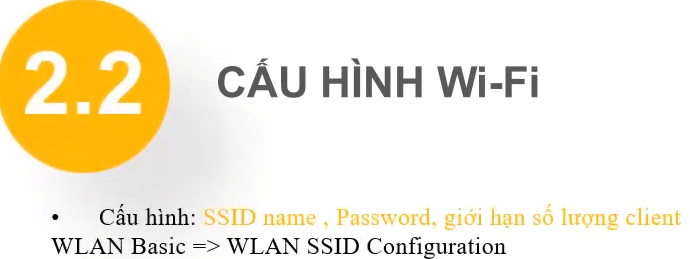 2.2
CẤU HÌNH Wi-Fi
• Cấu hình: SSID name , Password, giới hạn số lượng client
WLAN Basic => WLAN SSID Configuration